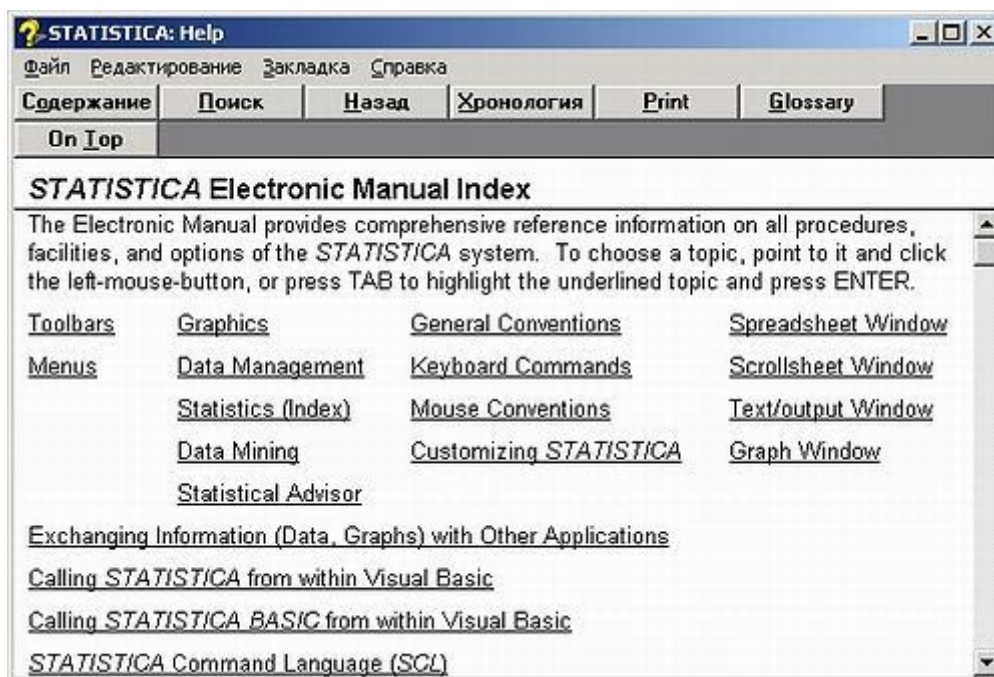 STATISTICA: Help
Файл Редактирование Закладка Справка
Содержание Поиск Назад Хронология Print Glossary
On Top
STATISTICA Electronic Manual Index
The Electronic Manual provides comprehensive reference information on all procedures,
facilities, and options of the STATISTICA system. To choose a topic, point to it and click
the left-mouse-button, or press TAB to highlight the underlined topic and press ENTER.
Toolbars Graphics General Conventions Spreadsheet Window
Menus Data Management Keyboard Commands Scrollsheet Window
Statistics (Index) Mouse Conventions Text/output Window
Data Mining Customizing STATISTICA Graph Window
Statistical Advisor
Exchanging Information (Data, Graphs) with Other Applications
Calling STATISTICA from within Visual Basic
Calling STATISTICA BASIC from within Visual Basic
STATISTICA Command Language (SCL)